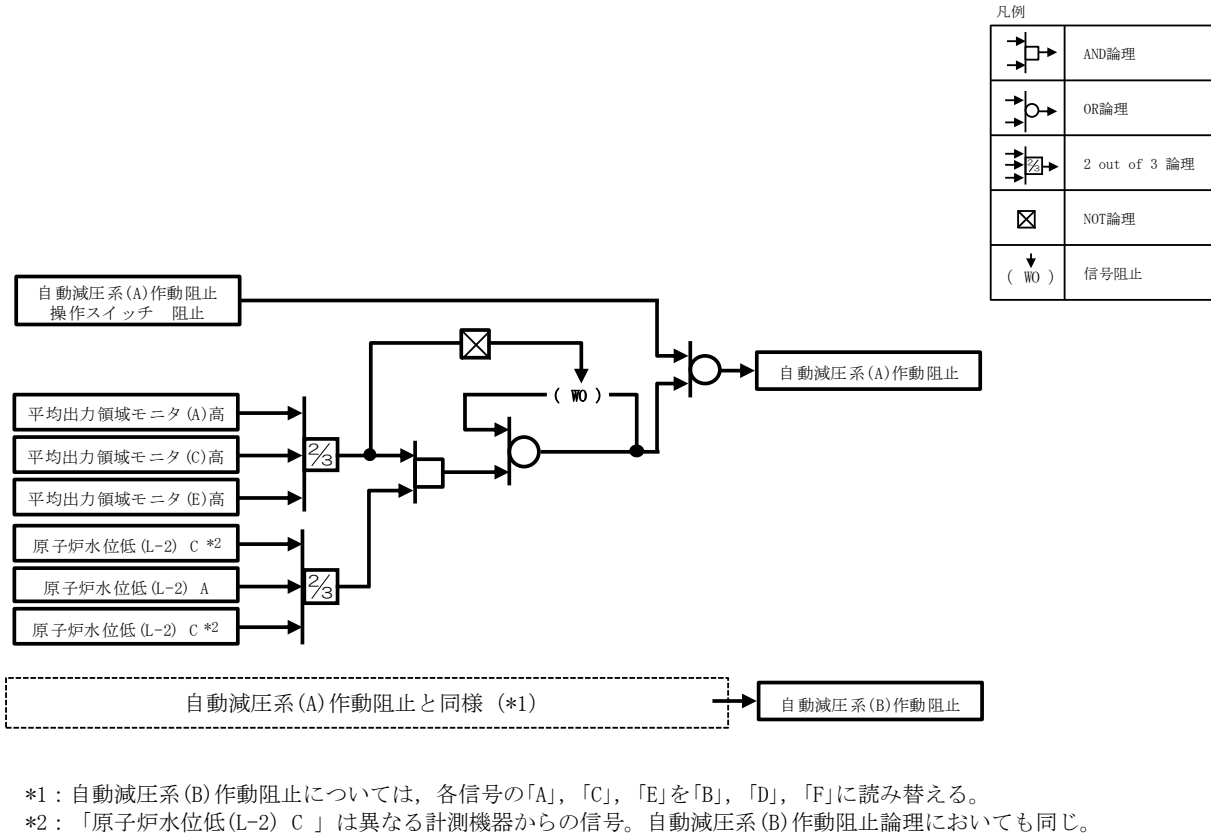 凡例
AND論理
OR論理
2/3
2 out of 3 論理
NOT論理
( WO )
信号阻止
自動減圧系(A)作動阻止
操作スイッチ 阻止
( WO )
自動減圧系(A)作動阻止
平均出力領域モニタ(A)高
平均出力領域モニタ(C)高
2/3
平均出力領域モニタ(E)高
原子炉水位低(L-2) C *2
原子炉水位低(L-2) A
2/3
原子炉水位低(L-2) C *2
自動減圧系(A)作動阻止と同様 (*1)
自動減圧系(B)作動阻止
*1：自動減圧系(B)作動阻止については，各信号の｢A｣，｢C｣，｢E｣を｢B｣，｢D｣，｢F｣に読み替える。
*2：｢原子炉水位低(L-2) C ｣は異なる計測機器からの信号。自動減圧系(B)作動阻止論理においても同じ。